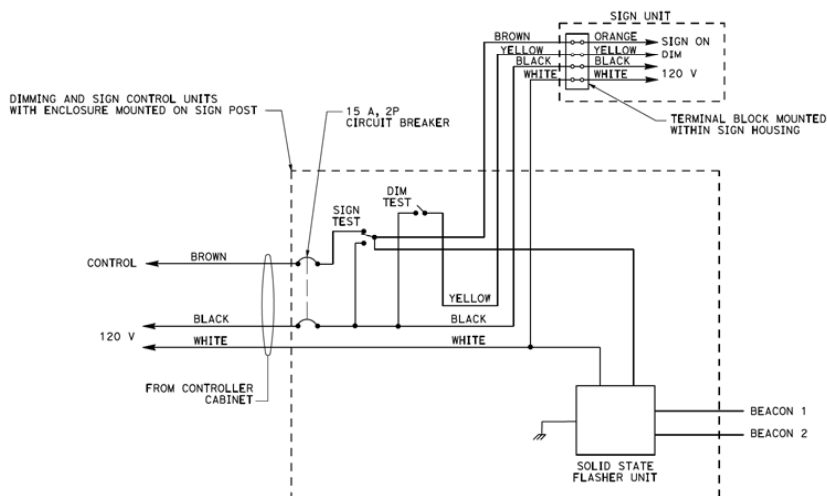 SIGN UNIT
BROWN
ORANGE
SIGN ON
YELLOW
YELLOW
DIM
BLACK
BLACK
WHITE
WHITE
120 V
DIMMING AND SIGN CONTROL UNITS
WITH ENCLOSURE MOUNTED ON SIGN POST
15 A, 2P
CIRCUIT BREAKER
TERMINAL BLOCK MOUNTED
WITHIN SIGN HOUSING
DIM
TEST
SIGN
TEST
CONTROL
BROWN
YELLOW
BLACK
BLACK
120 V
WHITE
WHITE
FROM CONTROLLER
CABINET
BEACON 1
BEACON 2
SOLID STATE
FLASHER UNIT